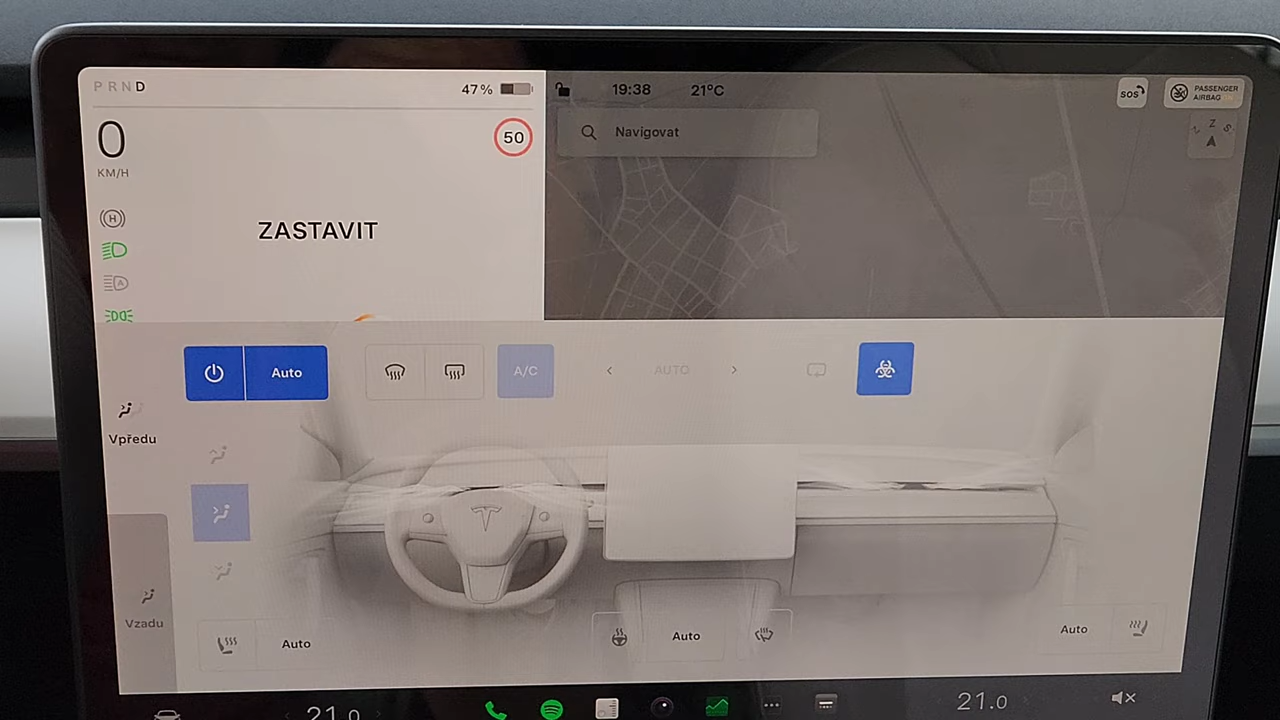 P R N D
47%
19:38
21°C
SOS
PASSENGER
AIRBAG
0
KM/H
50
Navigovat
Z
S
H
ZASTAVIT
A
Auto
A/C
AUTO
Vpředu
Vzadu
Auto
Auto
Auto
21.0
21.0